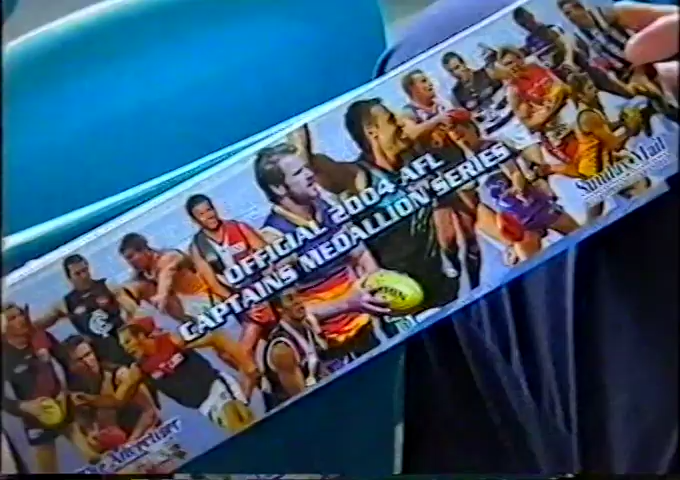 OFFICIAL 2004 AFL
CAPTAINS MEDALLION SERIES
Sunday Mail
The Advertiser